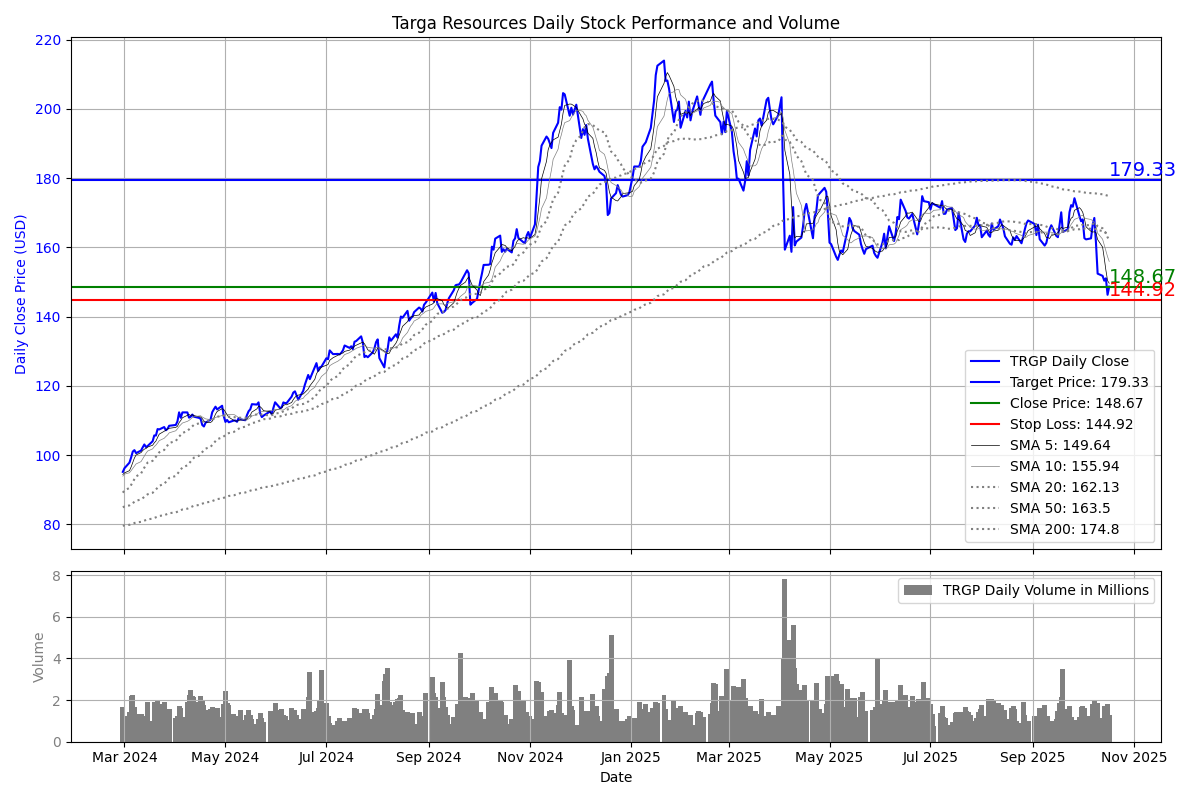 Targa Resources Daily Stock Performance and Volume
Daily Close Price (USD)
220
200
180
160
140
120
100
80
179.33
148.67
144.92
TRGP Daily Close
Target Price: 179.33
Close Price: 148.67
Stop Loss: 144.92
SMA 5: 149.64
SMA 10: 155.94
SMA 20: 162.13
SMA 50: 163.5
SMA 200: 174.8
Volume
8
6
4
2
0
TRGP Daily Volume in Millions
Mar 2024 May 2024 Jul 2024 Sep 2024 Nov 2024 Jan 2025 Mar 2025 May 2025 Jul 2025 Sep 2025 Nov 2025
Date